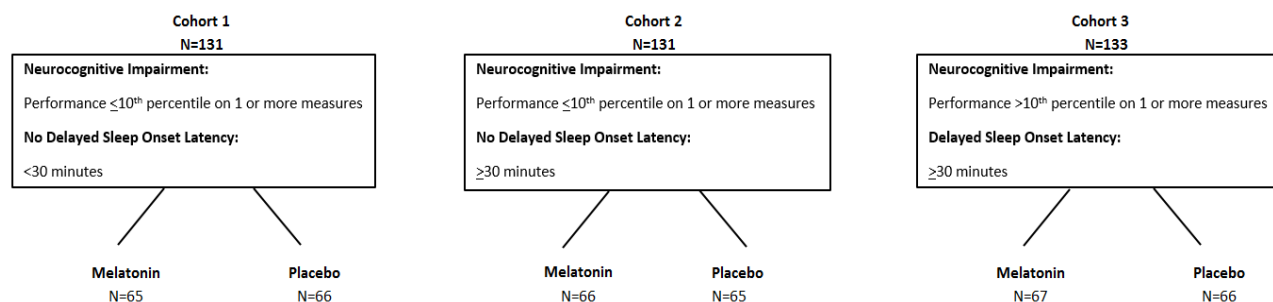 Cohort 1
N=131
Neurocognitive Impairment:
Performance ≤10th percentile on 1 or more measures
No Delayed Sleep Onset Latency:
<30 minutes
Melatonin
N=65
Placebo
N=66
Cohort 2
N=131
Neurocognitive Impairment:
Performance ≤10th percentile on 1 or more measures
No Delayed Sleep Onset Latency:
≥30 minutes
Melatonin
N=66
Placebo
N=65
Cohort 3
N=133
Neurocognitive Impairment:
Performance >10th percentile on 1 or more measures
Delayed Sleep Onset Latency:
≥30 minutes
Melatonin
N=67
Placebo
N=66